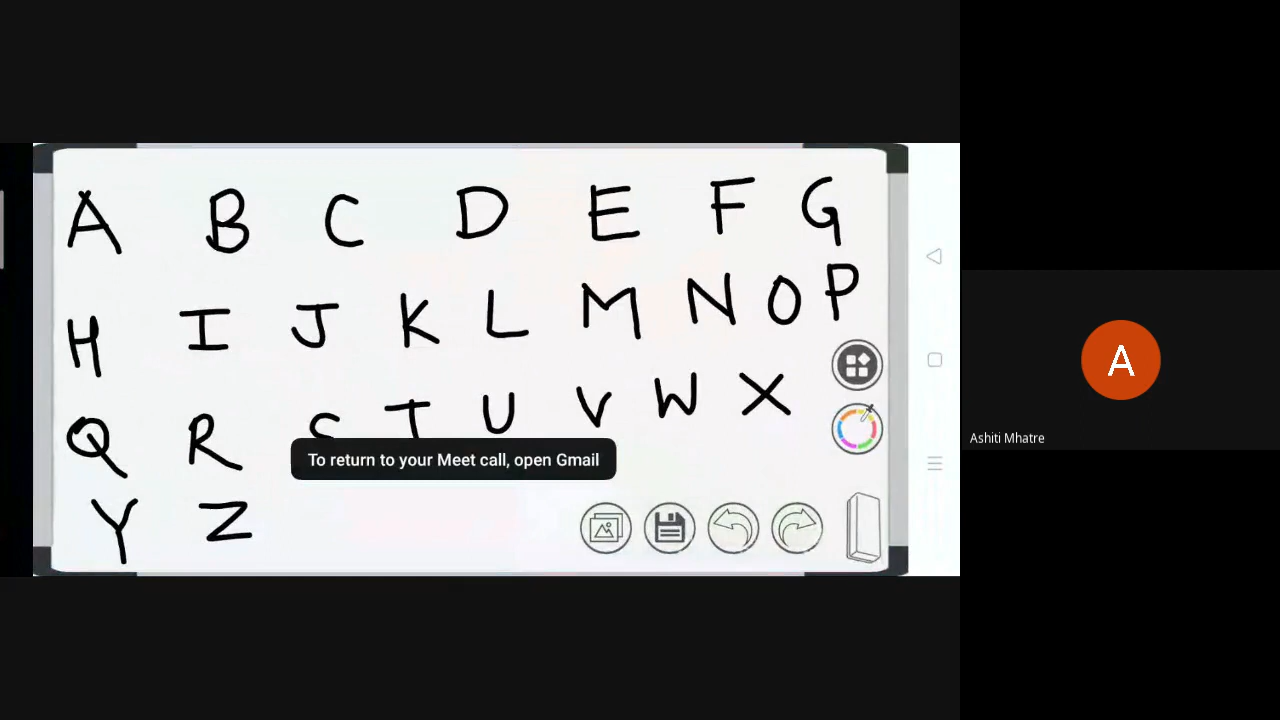 A B C D E F G
H I J K L M N O P
Q R S T U V W X
To return to your Meet call, open Gmail
Y Z
A
Ashiti Mhatre